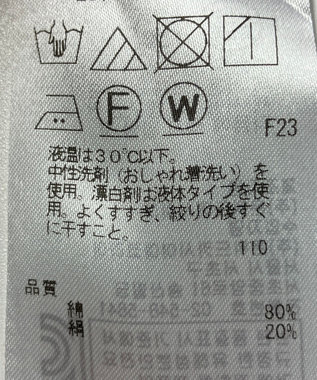 F
W
F23
液温は30℃以下。
中性洗剤（おしゃれ着洗い）を
使用。漂白剤は液体タイプを使
用。よくすすぎ、絞りの後すぐ
に干すこと。
110
品質
綿 80%
絹 20%